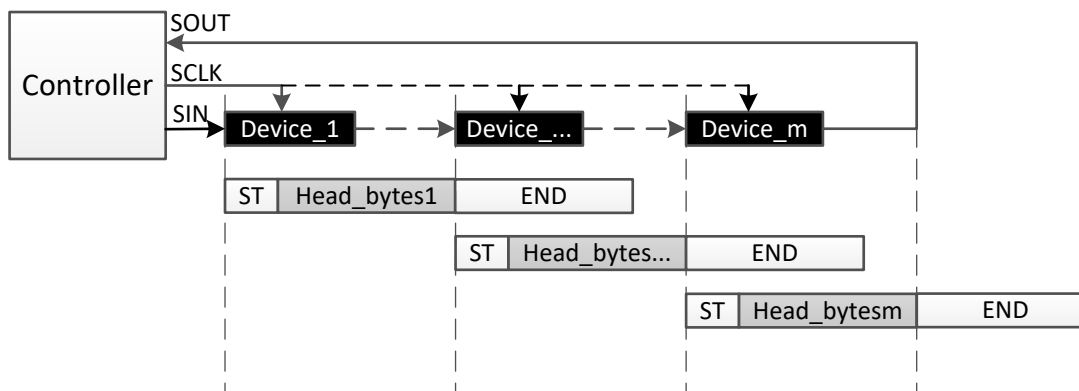 SOUT
Controller
SCLK
SIN
Device_1
Device_...
Device_m
ST Head_bytes1 END
ST Head_bytes... END
ST Head_bytesm END